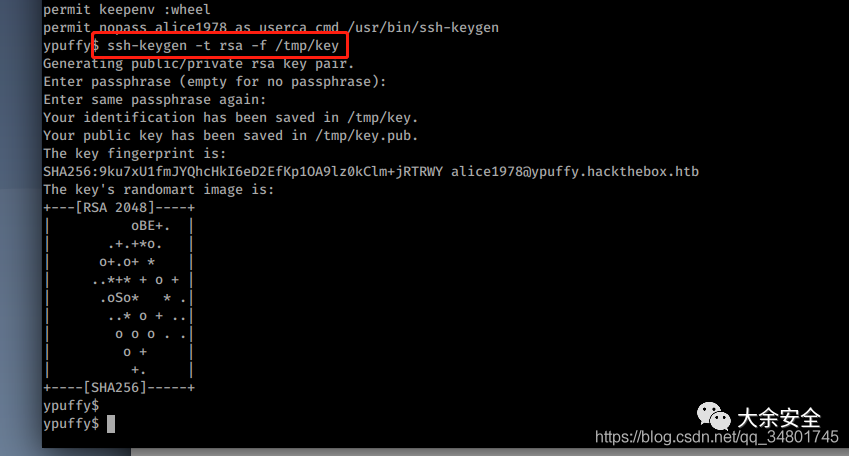 permit keepenv :wheel
permit nopass alice1978 as userca cmd /usr/bin/ssh-keygen
ypuffy$ ssh-keygen -t rsa -f /tmp/key
Generating public/private rsa key pair.
Enter passphrase (empty for no passphrase):
Enter same passphrase again:
Your identification has been saved in /tmp/key.
Your public key has been saved in /tmp/key.pub.
The key fingerprint is:
SHA256:9ku7xU1fmJYQhcHkI6eD2EfKp1OA9lz0kClm+jRTRWY alice1978@ypuffy.hackthebox.htb
The key's randomart image is:
+---[RSA 2048]----+
|          oBE+.  |
|       .+.+*o.   |
|      o+.o+ *    |
|     ..*+* + o + |
|      .oSo*   * .|
|       ..* o + ..|
|        o o o . .|
|         o +     |
|          +.     |
+----[SHA256]-----+
ypuffy$
ypuffy$
大余安全
https://blog.csdn.net/qq_34801745